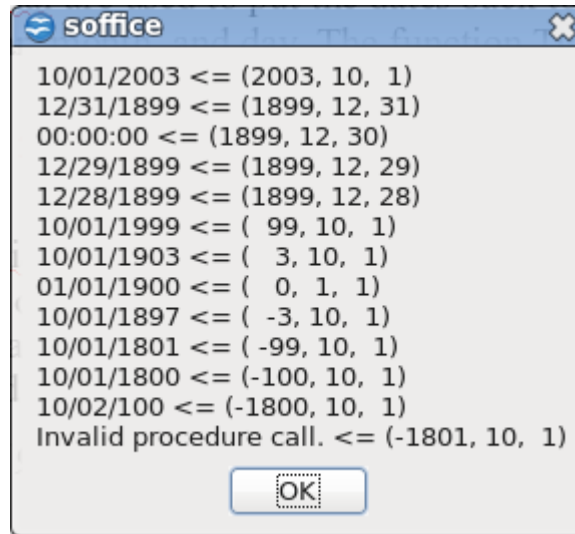 soffice
10/01/2003 <= (2003, 10,  1)
12/31/1899 <= (1899, 12, 31)
00:00:00 <= (1899, 12, 30)
12/29/1899 <= (1899, 12, 29)
12/28/1899 <= (1899, 12, 28)
10/01/1999 <= (  99, 10,  1)
10/01/1903 <= (   3, 10,  1)
01/01/1900 <= (   0,  1,  1)
10/01/1897 <= (  -3, 10,  1)
10/01/1801 <= ( -99, 10,  1)
10/01/1800 <= (-100, 10,  1)
10/02/100 <= (-1800, 10,  1)
Invalid procedure call. <= (-1801, 10,  1)
OK